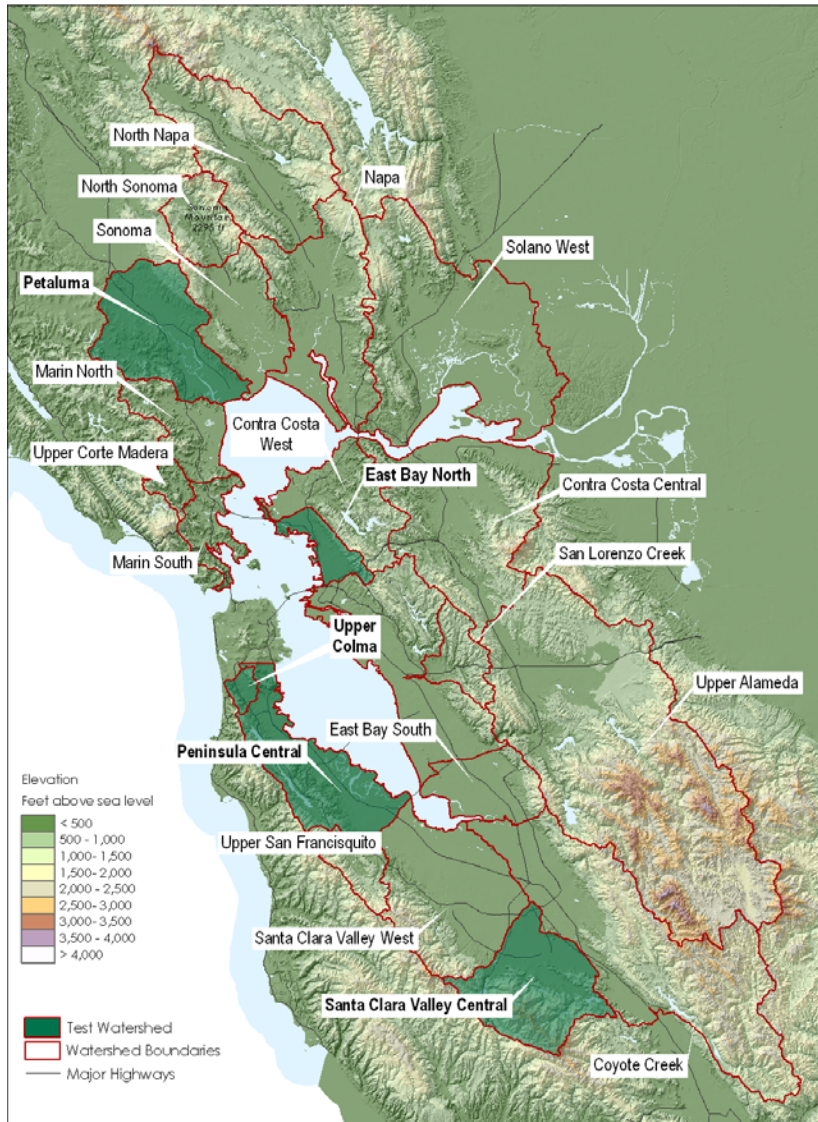 North Napa
Napa
North Sonoma
Sonoma
Mountain
2295 ft
Sonoma
Solano West
Petaluma
Marin North
Contra Costa
West
Upper Corte Madera
East Bay North
Contra Costa Central
San Lorenzo Creek
Marin South
Upper
Colma
Upper Alameda
East Bay South
Peninsula Central
Elevation
Feet above sea level
< 500
500 - 1,000
1,000- 1,500
1,500- 2,000
2,000 - 2,500
2,500 - 3,000
3,000- 3,500
3,500 - 4,000
> 4,000
Upper San Francisquito
Santa Clara Valley West
Santa Clara Valley Central
Coyote Creek
Test Watershed
Watershed Boundaries
Major Highways